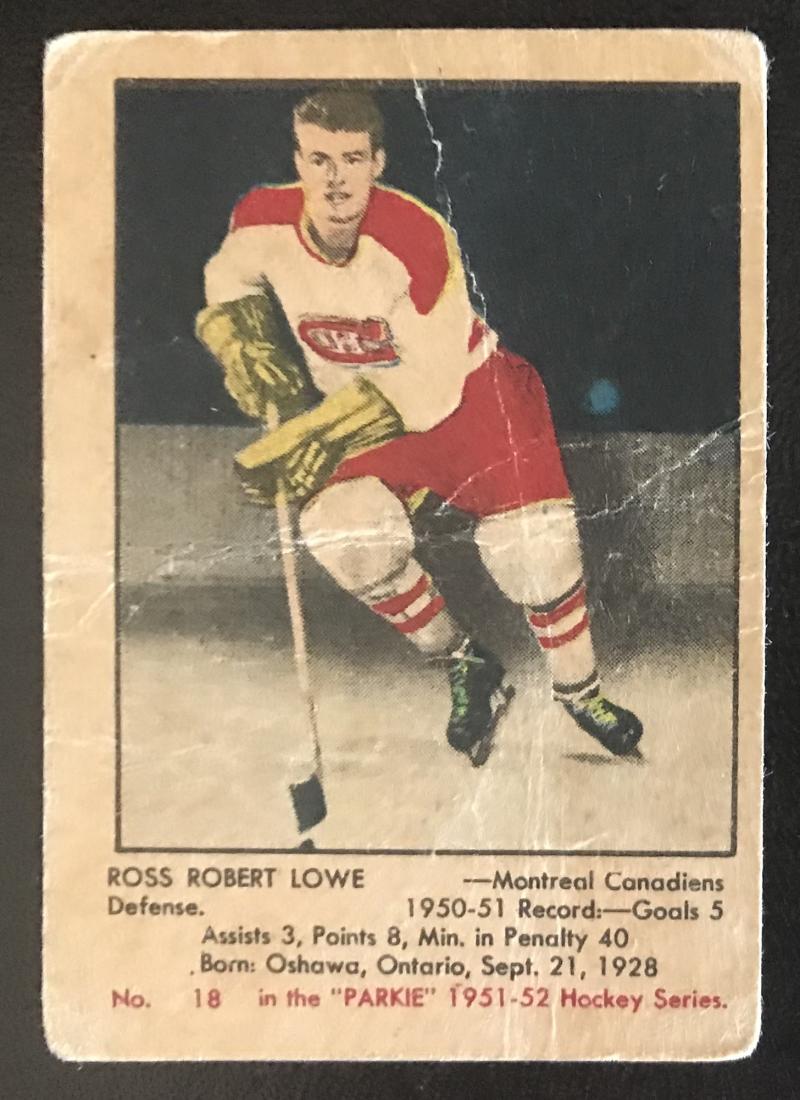 ROSS ROBERT LOWE —Montreal Canadiens
Defense. 1950-51 Record:—Goals 5
Assists 3, Points 8, Min. in Penalty 40
Born: Oshawa, Ontario, Sept. 21, 1928
No. 18 in the "PARKIE" 1951-52 Hockey Series.